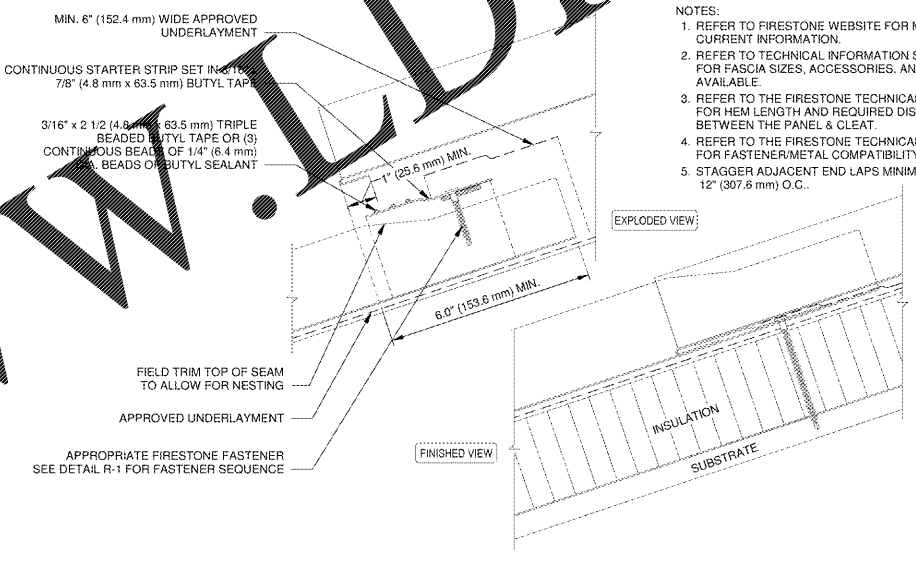 MIN. 6" (152.4 mm) WIDE APPROVED
UNDERLAYMENT
CONTINUOUS STARTER STRIP SET IN
7/8" (4.8 mm x 63.5 mm) BUTYL TAPE
3/16" x 2 1/2 (4.8 mm x 63.5 mm) TRIPLE
BEADED BUTYL TAPE OR (3)
CONTINUOUS BEADS OF 1/4" (6.4 mm)
DIA. BEADS OF BUTYL SEALANT
W.LD
1" (25.6 mm) MIN.
6.0" (153.6 mm) MIN.
FIELD TRIM TOP OF SEAM
TO ALLOW FOR NESTING
APPROVED UNDERLAYMENT
APPROPRIATE FIRESTONE FASTENER
SEE DETAIL R-1 FOR FASTENER SEQUENCE
NOTES:
1. REFER TO FIRESTONE WEBSITE FOR M
CURRENT INFORMATION.
2. REFER TO TECHNICAL INFORMATION S
FOR FASCIA SIZES, ACCESSORIES. AN
AVAILABLE.
3. REFER TO THE FIRESTONE TECHNICA
FOR HEM LENGTH AND REQUIRED DIS
BETWEEN THE PANEL & CLEAT.
4. REFER TO THE FIRESTONE TECHNICA
FOR FASTENER/METAL COMPATIBILITY
5. STAGGER ADJACENT END LAPS MINIM
12" (307.6 mm) O.C..
EXPLODED VIEW
FINISHED VIEW
INSULATION
SUBSTRATE